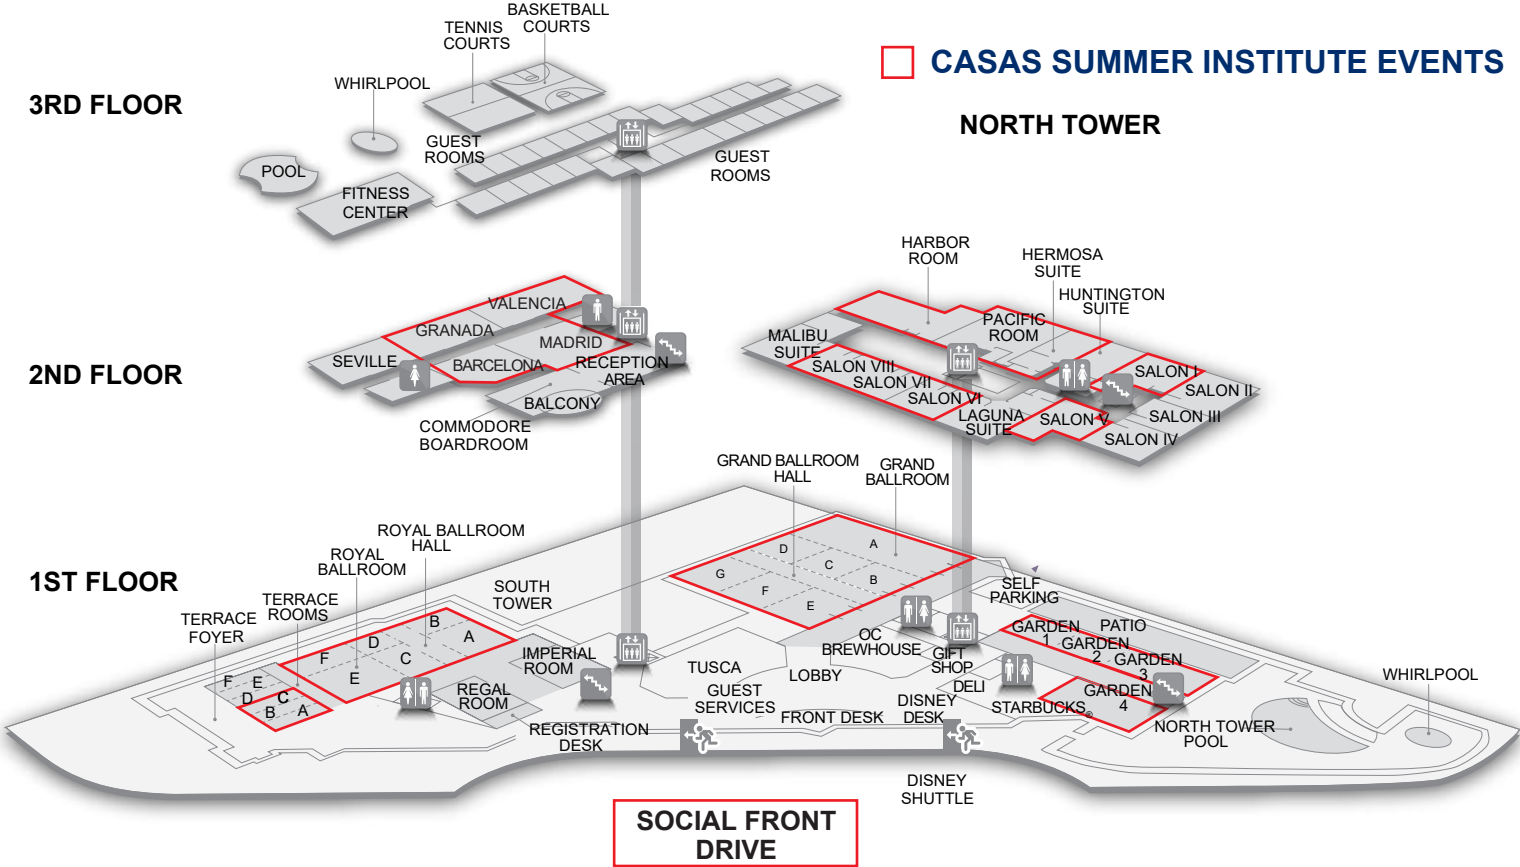 BASKETBALL
COURTS
TENNIS
COURTS
CASAS SUMMER INSTITUTE EVENTS
WHIRLPOOL
3RD FLOOR
NORTH TOWER
GUEST
ROOMS
GUEST
ROOMS
POOL
FITNESS
CENTER
HARBOR
ROOM
HERMOSA
SUITE
HUNTINGTON
SUITE
VALENCIA
GRANADA
MADRID
SEVILLE
BARCELONA
RECEPTION
AREA
BALCONY
COMMODORE
BOARDROOM
2ND FLOOR
PACIFIC
ROOM
MALIBU
SUITE
SALON VIII
SALON VII
SALON VI
LAGUNA
SUITE
SALON V
SALON I
SALON II
SALON III
SALON IV
GRAND BALLROOM
HALL
GRAND
BALLROOM
D
A
C
G
B
F
E
ROYAL BALLROOM
HALL
ROYAL
BALLROOM
1ST FLOOR
TERRACE
ROOMS
TERRACE
FOYER
SOUTH
TOWER
B
A
D
C
F
E
F
E
D
C
B
A
IMPERIAL
ROOM
REGAL
ROOM
REGISTRATION
DESK
TUSCA
GUEST
SERVICES
LOBBY
FRONT DESK
OC
BREWHOUSE
GIFT
SHOP
DELI
DISNEY
DESK
STARBUCKS®
SELF
PARKING
PATIO
GARDEN
1
GARDEN
2
GARDEN
3
GARDEN
4
NORTH TOWER
POOL
WHIRLPOOL
DISNEY
SHUTTLE
SOCIAL FRONT
DRIVE